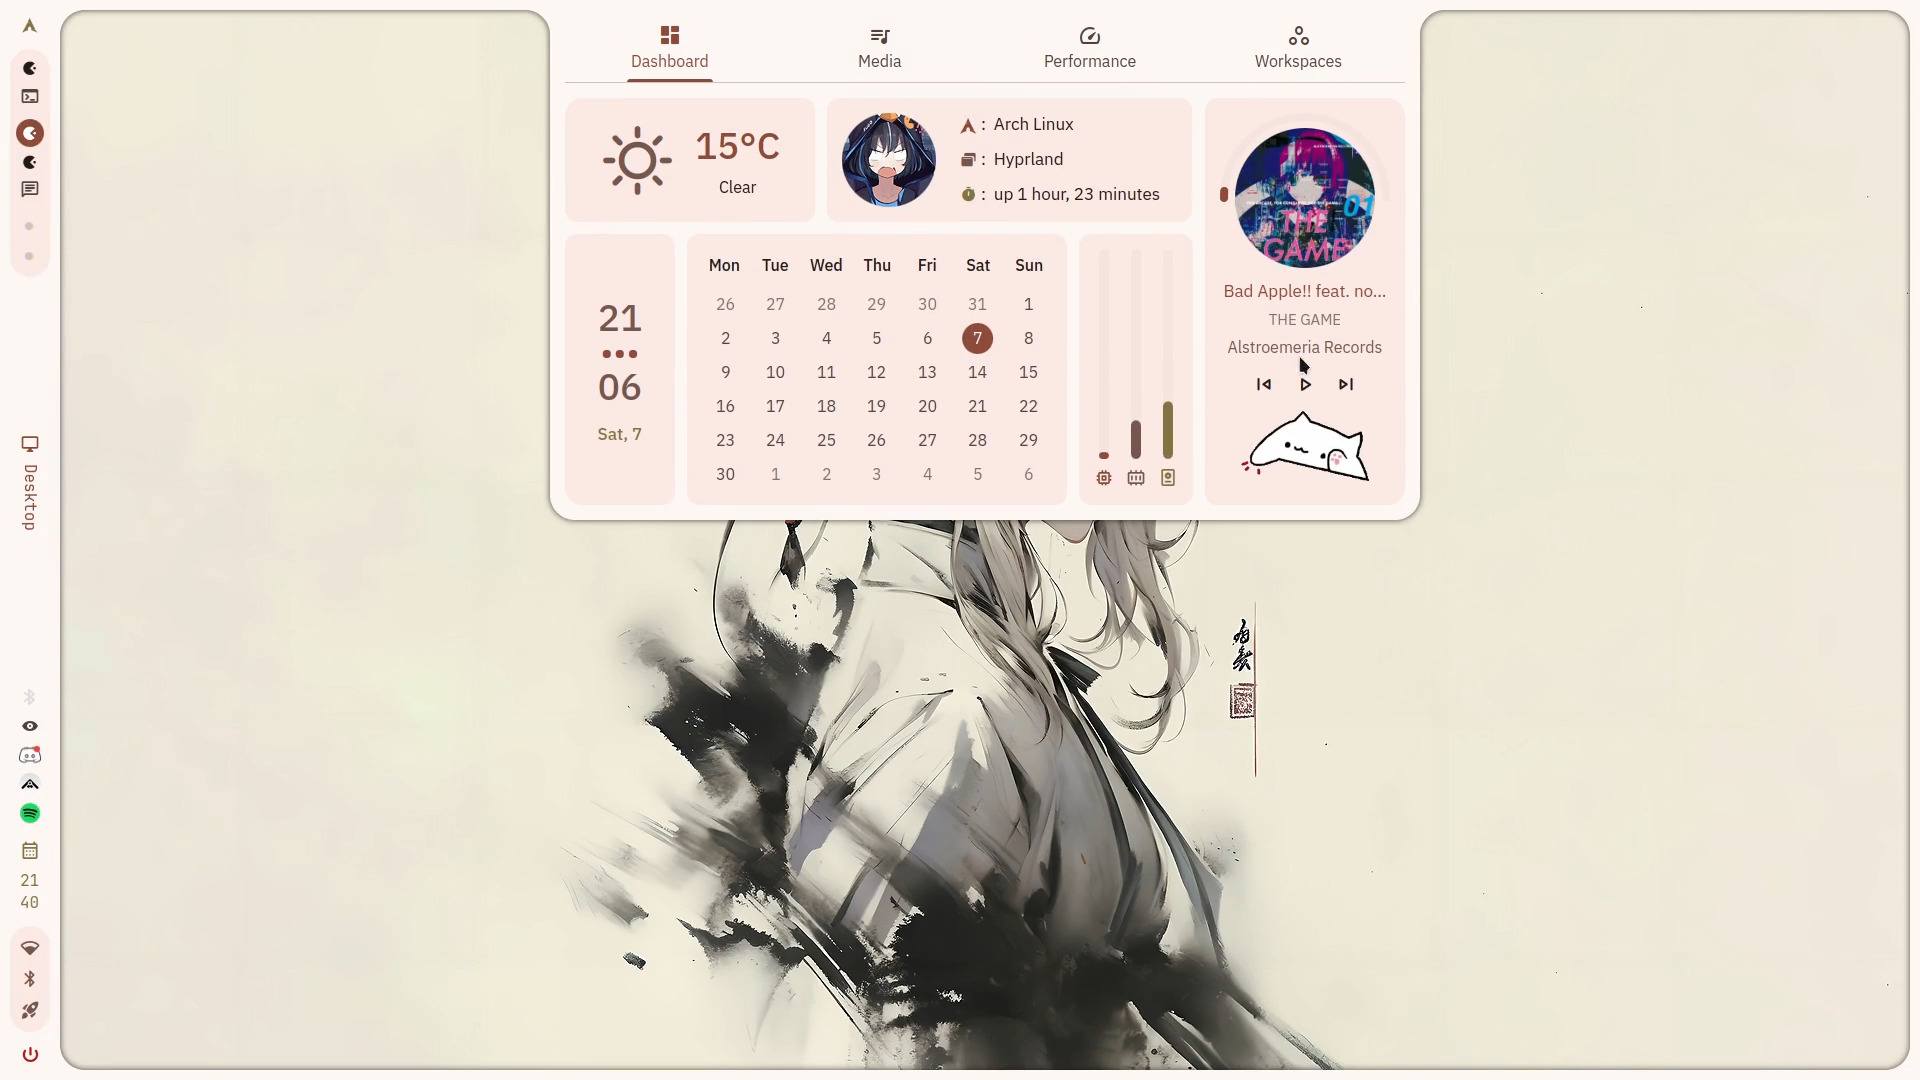 Dashboard
Media
Performance
Workspaces
15°C
Clear
: Arch Linux
: Hyprland
: up 1 hour, 23 minutes
21
06
Sat, 7
Mon Tue Wed Thu Fri Sat Sun
26 27 28 29 30 31 1
2 3 4 5 6 7 8
9 10 11 12 13 14 15
16 17 18 19 20 21 22
23 24 25 26 27 28 29
30 1 2 3 4 5 6
01
THE
GAME
Bad Apple!! feat. no...
THE GAME
Alstroemeria Records
Desktop
21
40